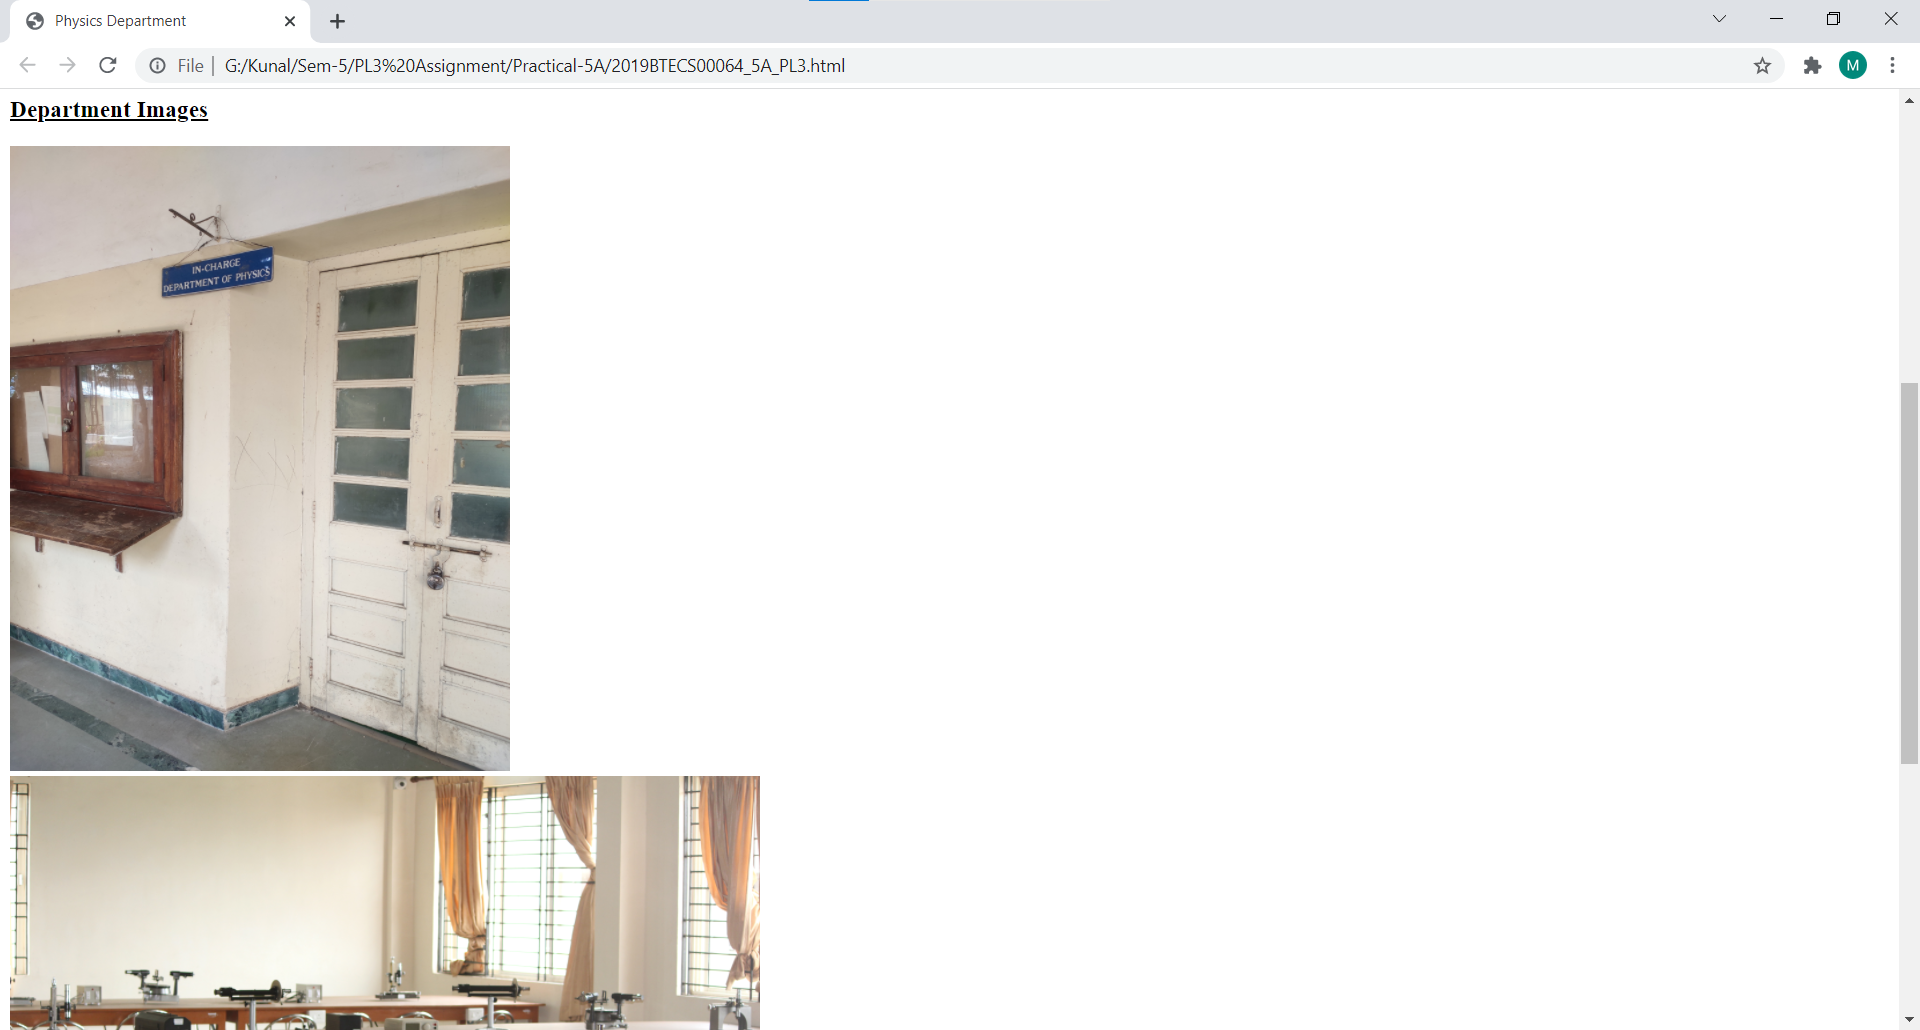 Physics Department
File | G:/Kunal/Sem-5/PL3%20Assignment/Practical-5A/2019BTECS00064_5A_PL3.html
M
Department Images
IN-CHARGE
DEPARTMENT OF PHYSICS